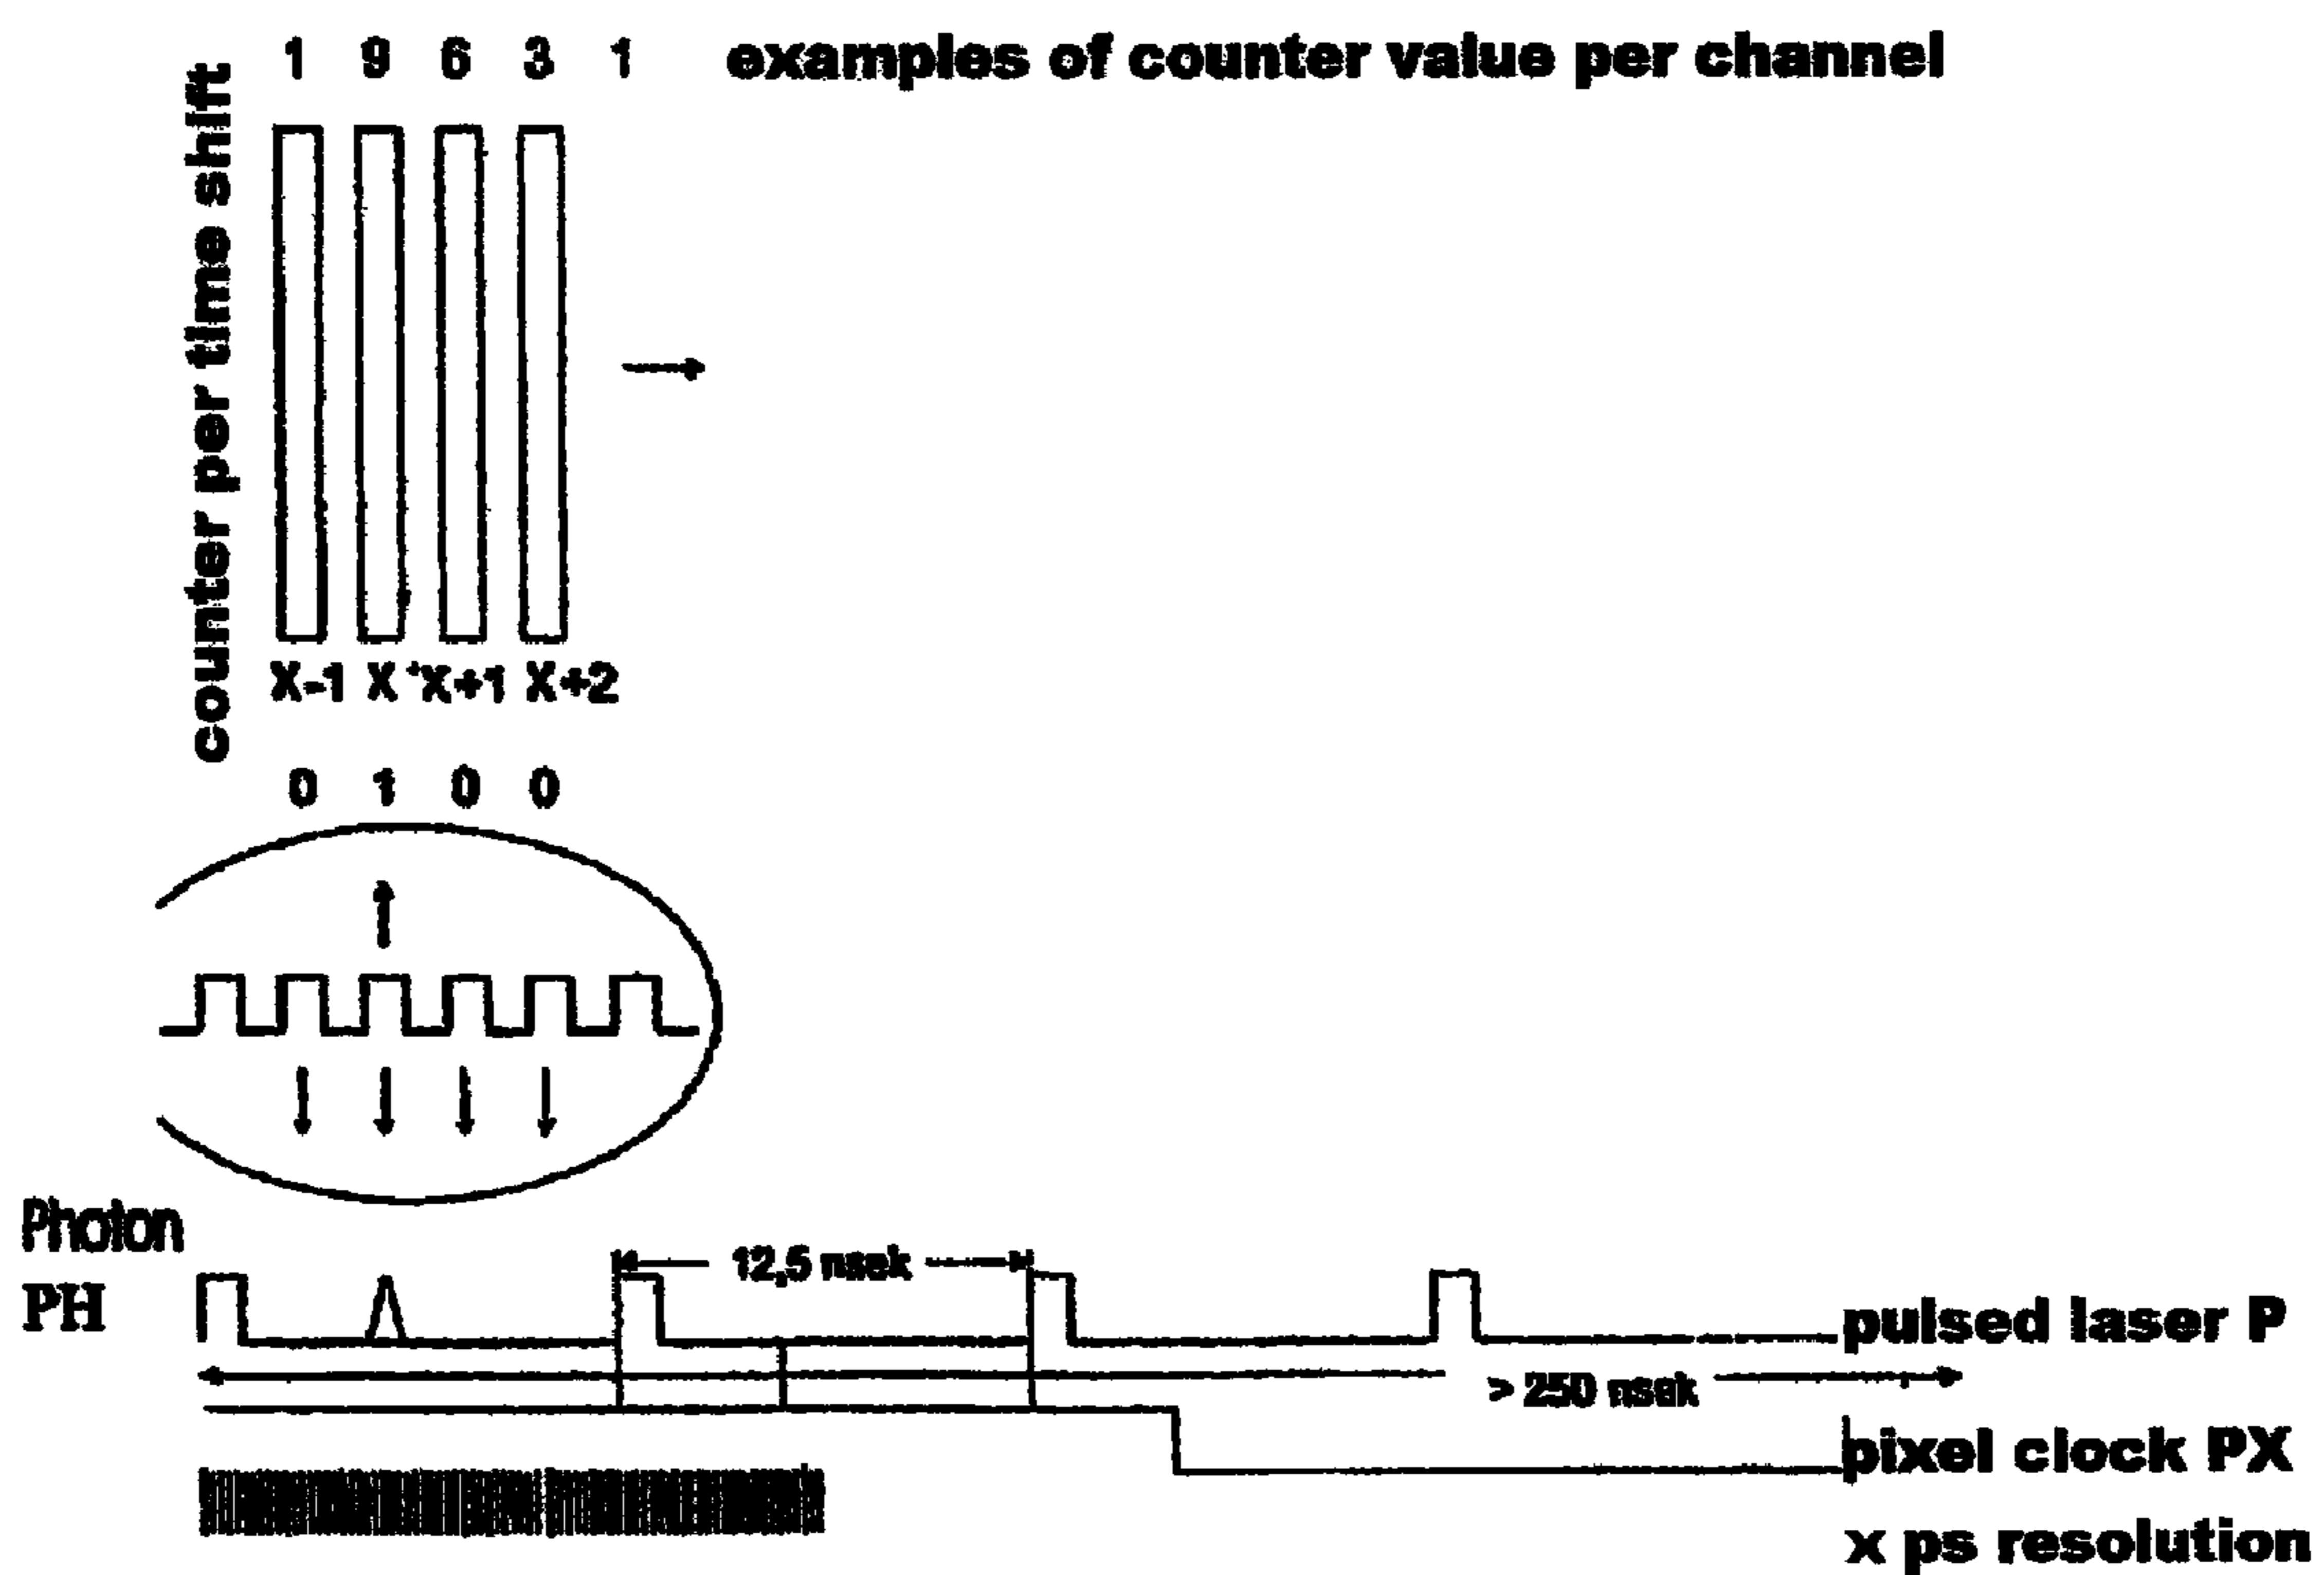 1 9 6 3 1 examples of counter value per channel
counter per time shift
X-1 X X+1 X+2
0 1 0 0
Photon
PH
12,5 nsek
pulsed laser P
> 250 nsek
pixel clock PX
x ps resolution